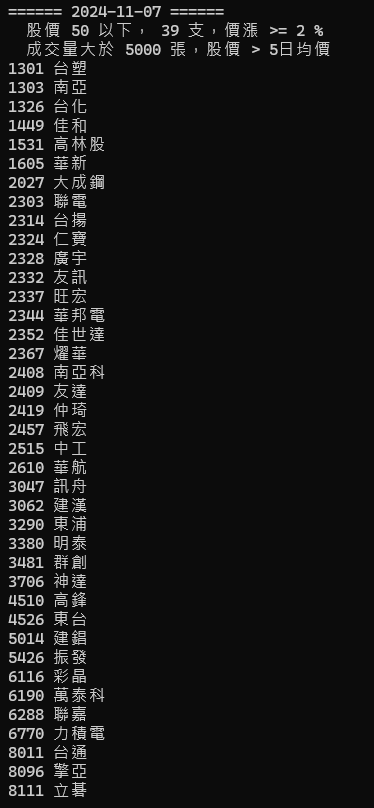 ====== 2024-11-07 ======
股價 50 以下， 39 支，價漲 >= 2 %
成交量大於 5000 張，股價 > 5日均價
1301 台塑
1303 南亞
1326 台化
1449 佳和
1531 高林股
1605 華新
2027 大成鋼
2303 聯電
2314 台揚
2324 仁寶
2328 廣宇
2332 友訊
2337 旺宏
2344 華邦電
2352 佳世達
2367 燿華
2408 南亞科
2409 友達
2419 仲琦
2457 飛宏
2515 中工
2610 華航
3047 訊舟
3062 建漢
3290 東浦
3380 明泰
3481 群創
3706 神達
4510 高鋒
4526 東台
5014 建錩
5426 振發
6116 彩晶
6190 萬泰科
6288 聯嘉
6770 力積電
8011 台通
8096 擎亞
8111 立碁